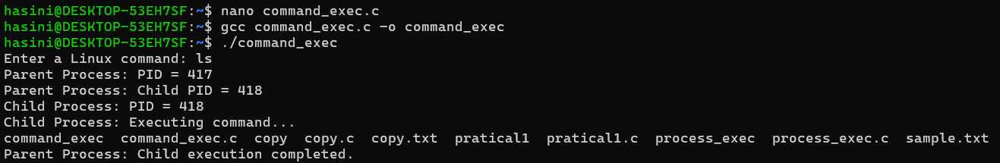 hasini@DESKTOP-53EH7SF:~$ nano command_exec.c
hasini@DESKTOP-53EH7SF:~$ gcc command_exec.c -o command_exec
hasini@DESKTOP-53EH7SF:~$ ./command_exec
Enter a Linux command: ls
Parent Process: PID = 417
Parent Process: Child PID = 418
Child Process: PID = 418
Child Process: Executing command...
command_exec  command_exec.c  copy  copy.c  copy.txt  pratical1  pratical1.c  process_exec  process_exec.c  sample.txt
Parent Process: Child execution completed.